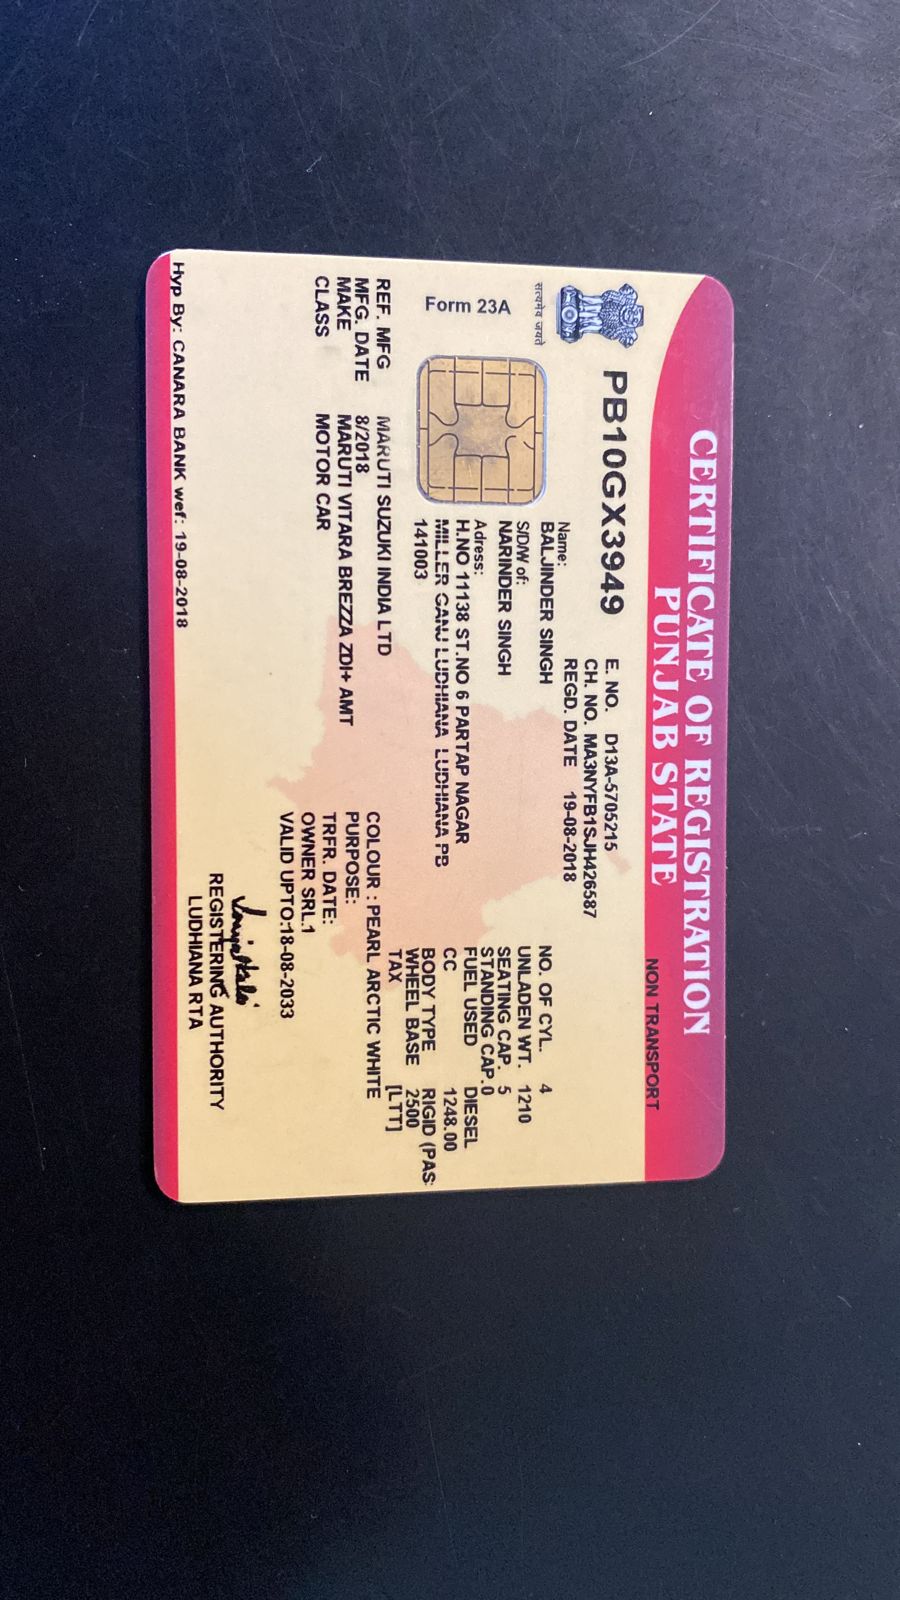 CERTIFICATE OF REGISTRATION
PUNJAB STATE
NON TRANSPORT
सत्यमेव जयते
PB10GX3949
E. NO. D13A-5705215
CH. NO. MA3NYFB1SJH426587
REGD. DATE 19-08-2018
Form 23A
Name:
BALJINDER SINGH
S/D/W of:
NARINDER SINGH
Adress:
H.NO 11138 ST.NO 6 PARTAP NAGAR
MILLER GANJ LUDHIANA LUDHIANA PB
141003
NO. OF CYL. 4
UNLADEN WT. 1210
SEATING CAP. 5
STANDING CAP.0
FUEL USED DIESEL
CC 1248.00
BODY TYPE RIGID (PAS
WHEEL BASE 2500
TAX [LTT]
REF. MFG MARUTI SUZUKI INDIA LTD
MFG. DATE 8/2018
MAKE MARUTI VITARA BREZZA ZDI+ AMT
CLASS MOTOR CAR
COLOUR : PEARL ARCTIC WHITE
PURPOSE:
TRFR. DATE:
OWNER SRL.1
VALID UPTO:18-08-2033
REGISTERING AUTHORITY
LUDHIANA RTA
Hyp By: CANARA BANK wef: 19-08-2018